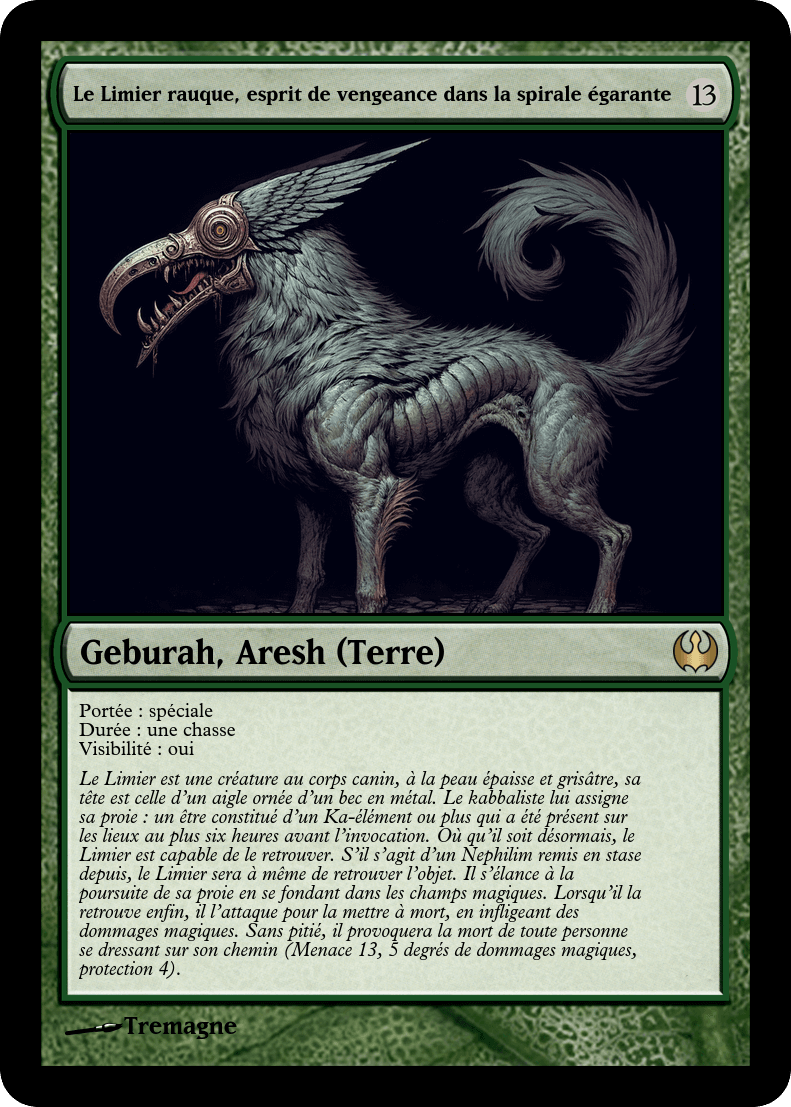 Le Limier rauque, esprit de vengeance dans la spirale égarante 13
Geburah, Aresh (Terre)
Portée : spéciale
Durée : une chasse
Visibilité : oui
Le Limier est une créature au corps canin, à la peau épaisse et grisâtre, sa
tête est celle d'un aigle ornée d'un bec en métal. Le kabbaliste lui assigne
sa proie : un être constitué d'un Ka-élément ou plus qui a été présent sur
les lieux au plus six heures avant l'invocation. Où qu'il soit désormais, le
Limier est capable de le retrouver. S'il s'agit d'un Nephilim remis en stase
depuis, le Limier sera à même de retrouver l'objet. Il s'élance à la
poursuite de sa proie en se fondant dans les champs magiques. Lorsqu'il la
retrouve enfin, il l'attaque pour la mettre à mort, en infligeant des
dommages magiques. Sans pitié, il provoquera la mort de toute personne
se dressant sur son chemin (Menace 13, 5 degrés de dommages magiques,
protection 4).
Tremagne